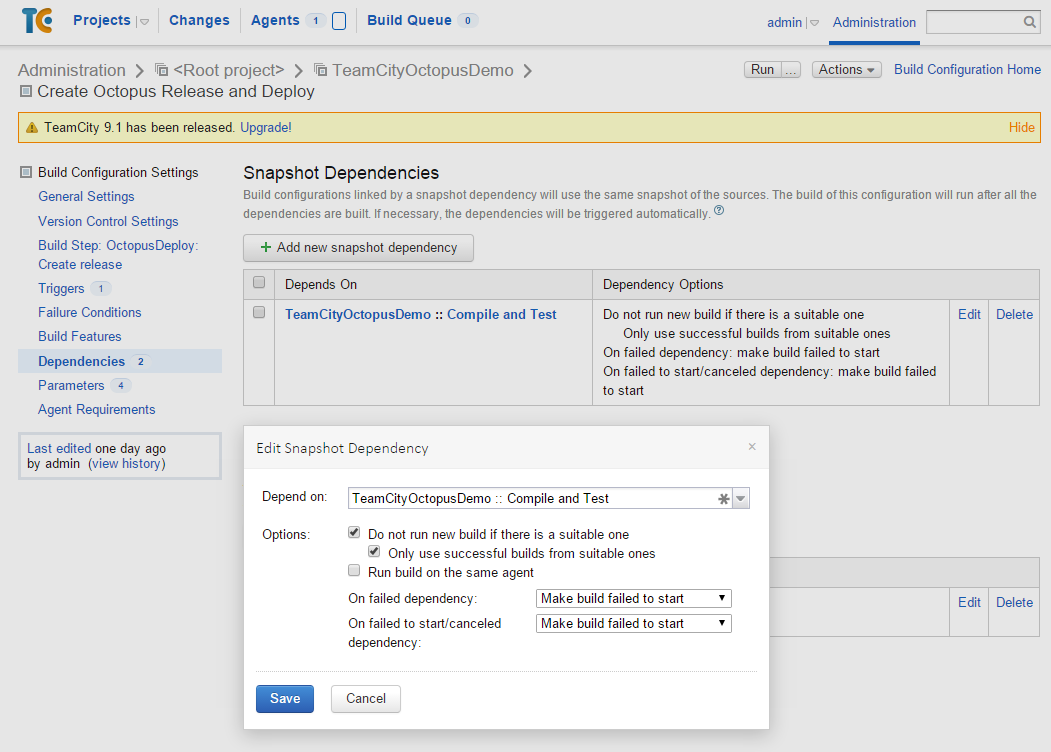 TC Projects Changes Agents 1 Build Queue 0 admin Administration
Administration <Root project> TeamCityOctopusDemo Run ... Actions Build Configuration Home
Create Octopus Release and Deploy
TeamCity 9.1 has been released. Upgrade! Hide
Build Configuration Settings
General Settings
Version Control Settings
Build Step: OctopusDeploy:
Create release
Triggers 1
Failure Conditions
Build Features
Dependencies 2
Parameters 4
Agent Requirements
Last edited one day ago
by admin (view history)
Snapshot Dependencies
Build configurations linked by a snapshot dependency will use the same snapshot of the sources. The build of this configuration will run after all the
dependencies are built. If necessary, the dependencies will be triggered automatically. ?
+ Add new snapshot dependency
Depends On Dependency Options
TeamCityOctopusDemo :: Compile and Test Do not run new build if there is a suitable one Edit Delete
Only use successful builds from suitable ones
On failed dependency: make build failed to start
On failed to start/canceled dependency: make build failed
to start
Edit Snapshot Dependency ×
Depend on: TeamCityOctopusDemo :: Compile and Test
Options: Do not run new build if there is a suitable one
Only use successful builds from suitable ones
Run build on the same agent
On failed dependency: Make build failed to start
On failed to start/canceled Make build failed to start
dependency:
Save Cancel
Edit Delete